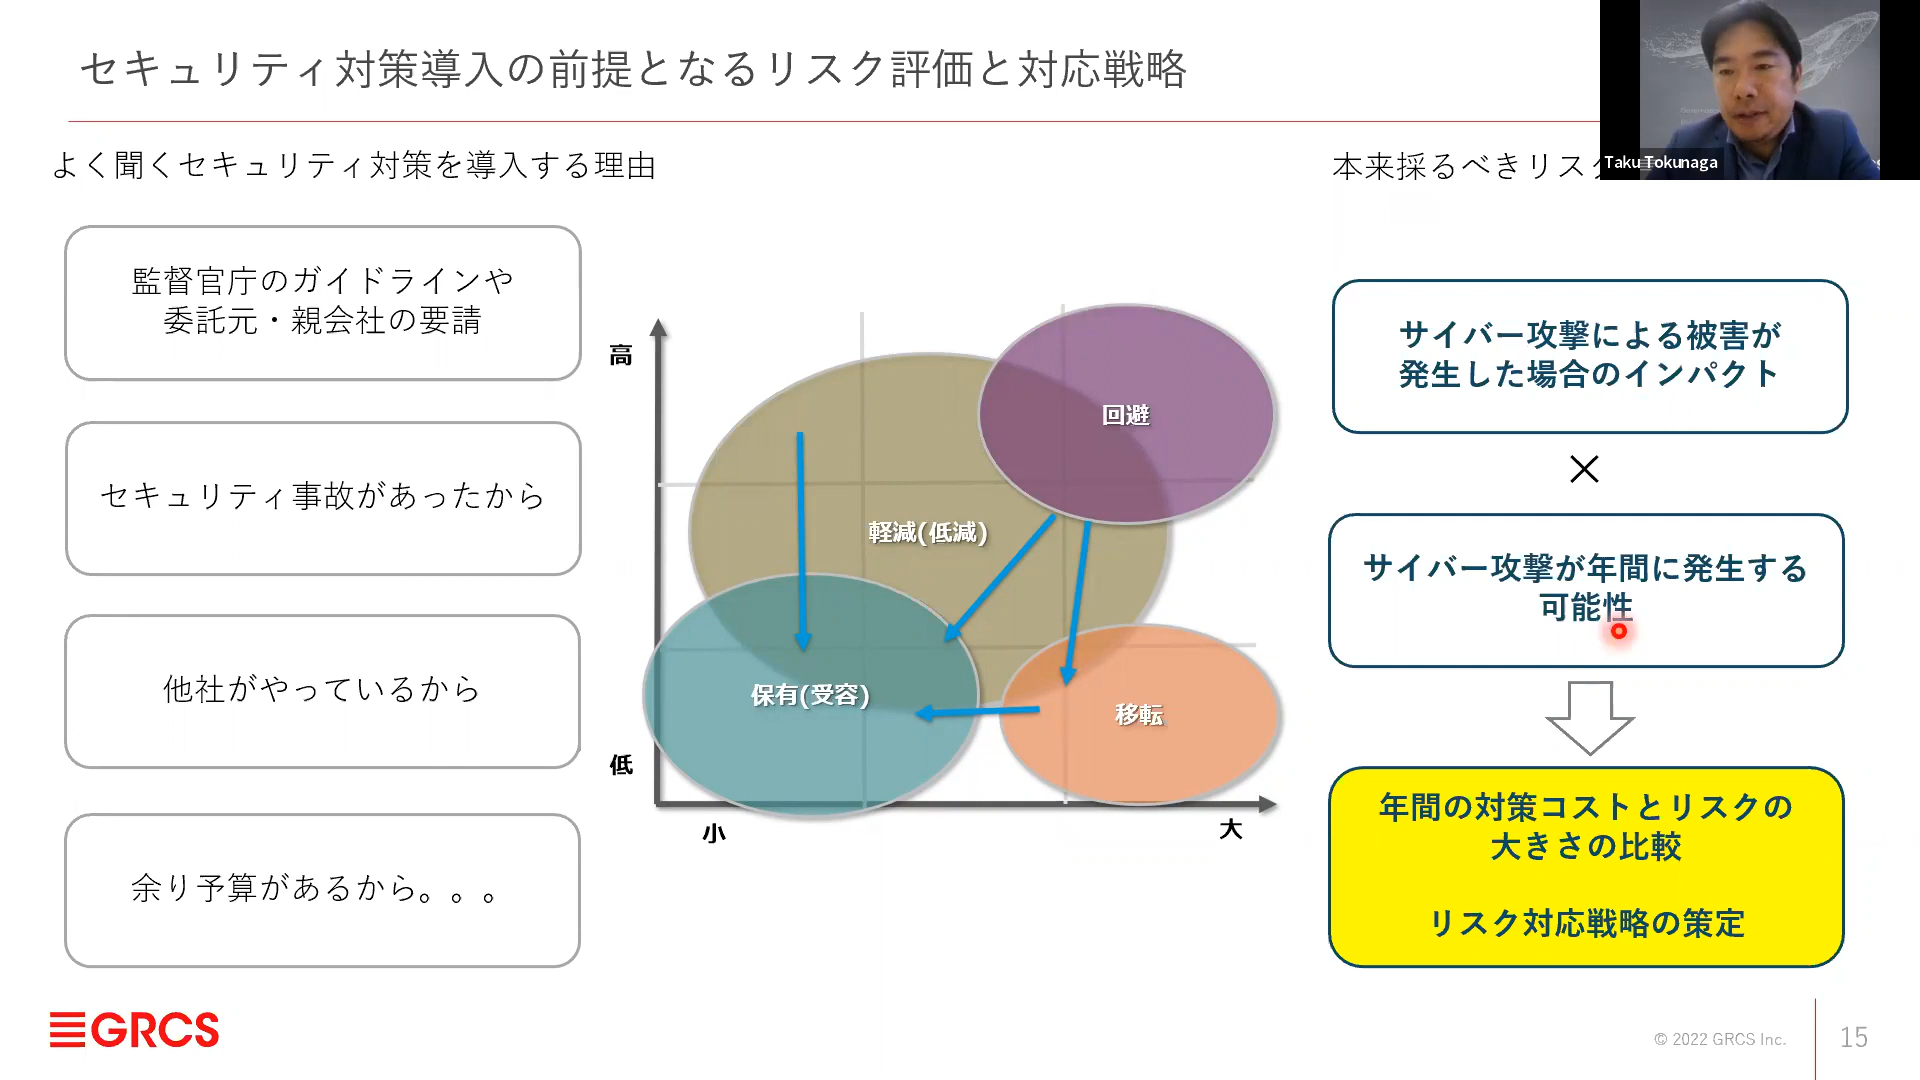 セキュリティ対策導入の前提となるリスク評価と対応戦略
よく聞くセキュリティ対策を導入する理由
監督官庁のガイドラインや
委託元・親会社の要請
セキュリティ事故があったから
他社がやっているから
余り予算があるから。。。
高
低
小
大
回避
軽減(低減)
保有(受容)
移転
本来採るべきリスク
Taku Tokunaga
サイバー攻撃による被害が
発生した場合のインパクト
×
サイバー攻撃が年間に発生する
可能性
年間の対策コストとリスクの
大きさの比較
リスク対応戦略の策定
GRCS
© 2022 GRCS Inc.
15